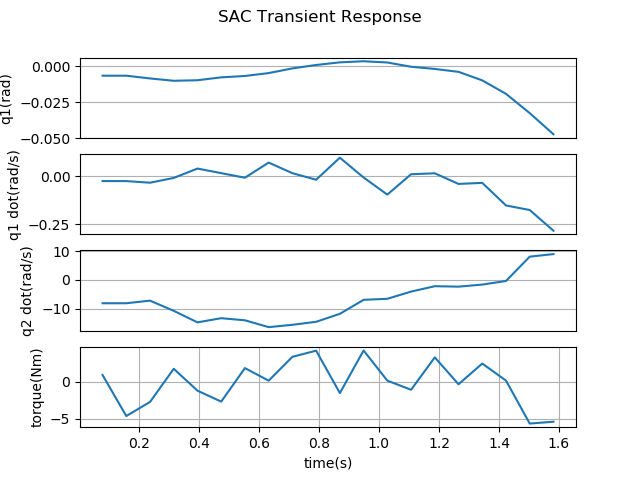 SAC Transient Response
0.000
−0.025
−0.050
q1(rad)
0.00
−0.25
q1 dot(rad/s)
10
0
−10
q2 dot(rad/s)
0
−5
torque(Nm)
0.2 0.4 0.6 0.8 1.0 1.2 1.4 1.6
time(s)